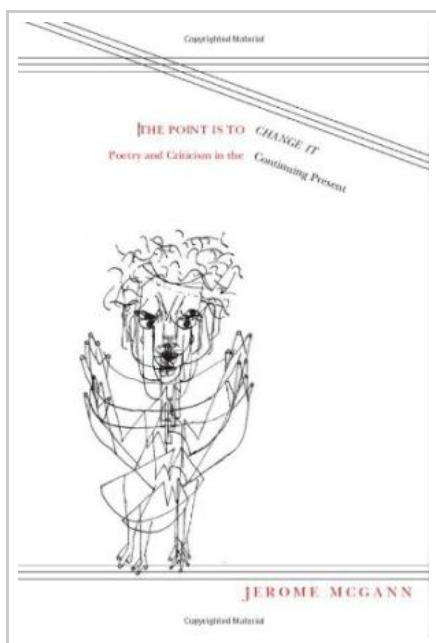 Copyrighted Material
THE POINT IS TO CHANGE IT
Poetry and Criticism in the Continuing Present
JEROME MCGANN
Copyrighted Material